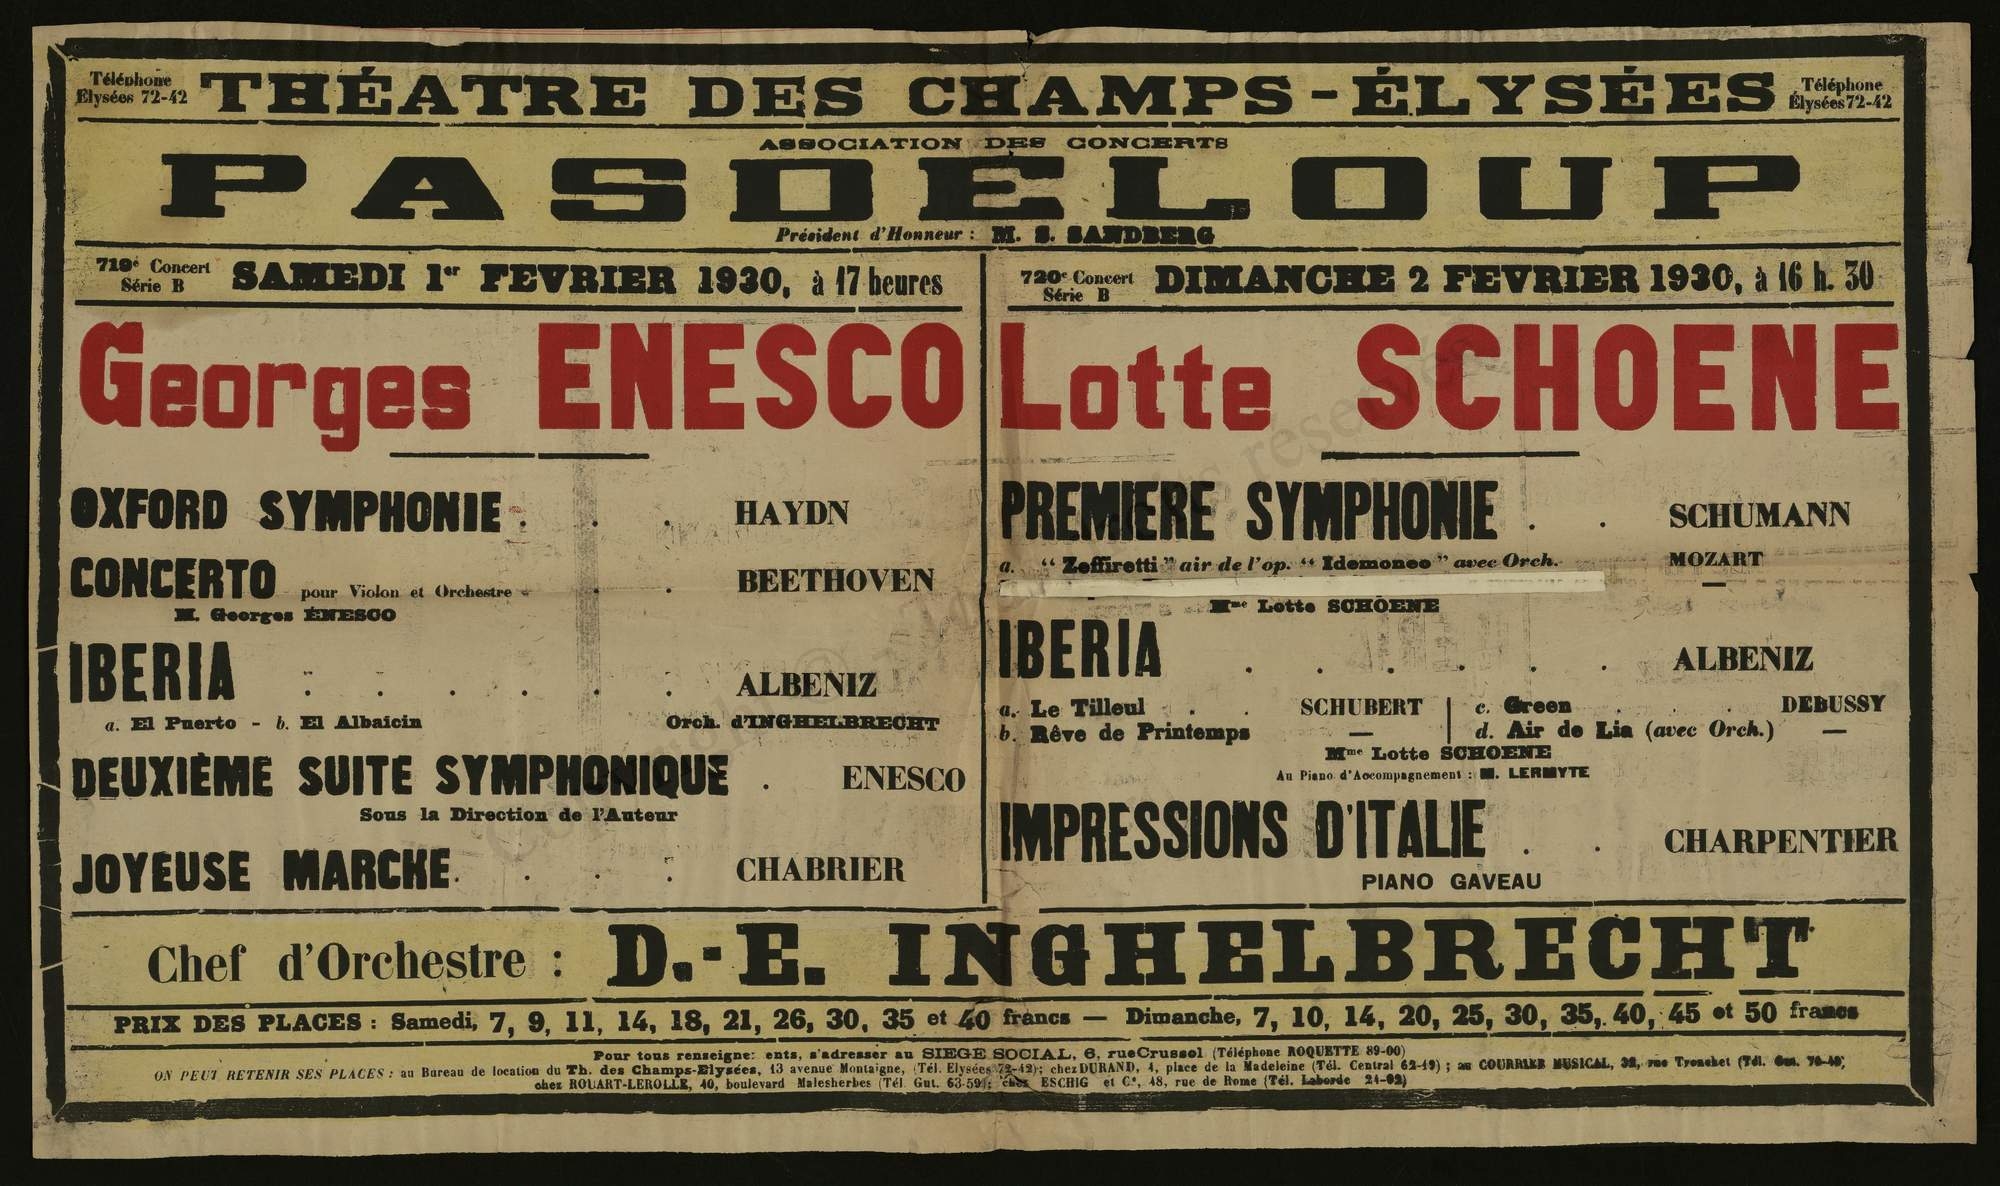 Téléphone
Elysées 72-42
THÉATRE DES CHAMPS-ÉLYSÉES
Téléphone
Élysées 72-42
ASSOCIATION DES CONCERTS
PASDELOUP
Président d'Honneur : M. S. SANDBERG
719e Concert
Série B
SAMEDI 1er FEVRIER 1930, à 17 heures
Georges ENESCO
OXFORD SYMPHONIE . . . HAYDN
CONCERTO pour Violon et Orchestre - . . BEETHOVEN
M. Georges ÉNESCO
IBERIA . . . . . . ALBENIZ
a. El Puerto - b. El Albaicin Orch. d'INGHELBRECHT
DEUXIÈME SUITE SYMPHONIQUE . ENESCO
Sous la Direction de l'Auteur
JOYEUSE MARCHE . . . . CHABRIER
720e Concert
Série B
DIMANCHE 2 FEVRIER 1930, à 16 h. 30
Lotte SCHOENE
PREMIERE SYMPHONIE . . SCHUMANN
a. "Zeffiretti" air de l'op. "Idemoneo" avec Orch. MOZART
Mme Lotte SCHOENE —
IBERIA . . . . . . ALBENIZ
a. Le Tilleul . . SCHUBERT | c. Green . . . DEBUSSY
b. Rêve de Printemps — | d. Air de Lia (avec Orch.) —
Mme Lotte SCHOENE
Au Piano d'Accompagnement : M. LERMYTE
IMPRESSIONS D'ITALIE . . CHARPENTIER
PIANO GAVEAU
Chef d'Orchestre : D.-E. INGHELBRECHT
PRIX DES PLACES : Samedi, 7, 9, 11, 14, 18, 21, 26, 30, 35 et 40 francs — Dimanche, 7, 10, 14, 20, 25, 30, 35, 40, 45 et 50 francs
Pour tous renseigne: ents, s'adresser au SIEGE SOCIAL, 6, rue Crussol (Téléphone ROQUETTE 89-00)
ON PEUT RETENIR SES PLACES : au Bureau de location du Th. des Champs-Elysées, 13 avenue Montaigne, (Tél. Elysées 72-42); chez DURAND, 4, place de la Madeleine (Tél. Central 62-19) ; au COURRIER MUSICAL, 32, rue Tronchet (Tél. Gut.
chez ROUART-LEROLLE, 40, boulevard Malesherbes (Tél. Gut. 63-59); chez ESCHIG et Ce, 48, rue de Rome (Tél. Laborde 24-02)